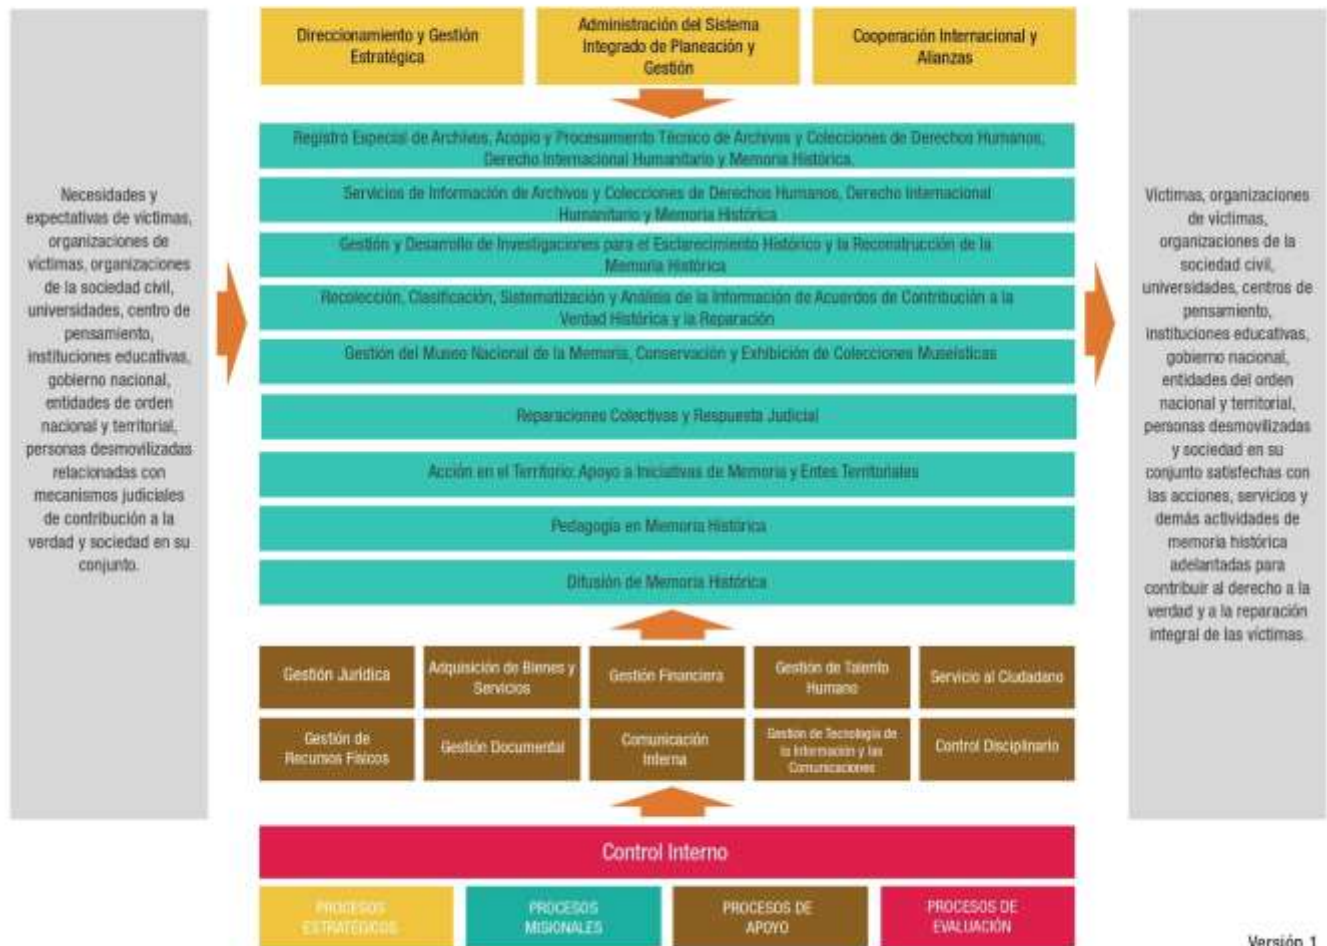 Direccionamiento y Gestión
Estratégica
Administración del Sistema
Integrado de Planeación y
Gestión
Cooperación Internacional y
Alianzas
Necesidades y
expectativas de víctimas,
organizaciones de
víctimas, organizaciones
de la sociedad civil,
universidades, centro de
pensamiento,
instituciones educativas,
gobierno nacional,
entidades de orden
nacional y territorial,
personas desmovilizadas
relacionadas con
mecanismos judiciales
de contribución a la
verdad y sociedad en su
conjunto.
Registro Especial de Archivos, Acopio y Procesamiento Técnico de Archivos y Colecciones de Derechos Humanos,
Derecho Internacional Humanitario y Memoria Histórica.
Servicios de Información de Archivos y Colecciones de Derechos Humanos, Derecho Internacional
Humanitario y Memoria Histórica
Gestión y Desarrollo de Investigaciones para el Esclarecimiento Histórico y la Reconstrucción de la
Memoria Histórica
Recolección, Clasificación, Sistematización y Análisis de la Información de Acuerdos de Contribución a la
Verdad Histórica y la Reparación
Gestión del Museo Nacional de la Memoria, Conservación y Exhibición de Colecciones Museísticas
Reparaciones Colectivas y Respuesta Judicial
Acción en el Territorio: Apoyo a Iniciativas de Memoria y Entes Territoriales
Pedagogía en Memoria Histórica
Difusión de Memoria Histórica
Víctimas, organizaciones
de víctimas,
organizaciones de la
sociedad civil,
universidades, centros de
pensamiento,
instituciones educativas,
gobierno nacional,
entidades del orden
nacional y territorial,
personas desmovilizadas
y sociedad en su
conjunto satisfechas con
las acciones, servicios y
demás actividades de
memoria histórica
adelantadas para
contribuir al derecho a la
verdad y a la reparación
integral de las víctimas.
Gestión Jurídica
Adquisición de Bienes y
Servicios
Gestión Financiera
Gestión de Talento
Humano
Servicio al Ciudadano
Gestión de
Recursos Físicos
Gestión Documental
Comunicación
Interna
Gestión de Tecnología de
la Información y las
Comunicaciones
Control Disciplinario
Control Interno
PROCESOS
ESTRATÉGICOS
PROCESOS
MISIONALES
PROCESOS DE
APOYO
PROCESOS DE
EVALUACIÓN
Versión 1